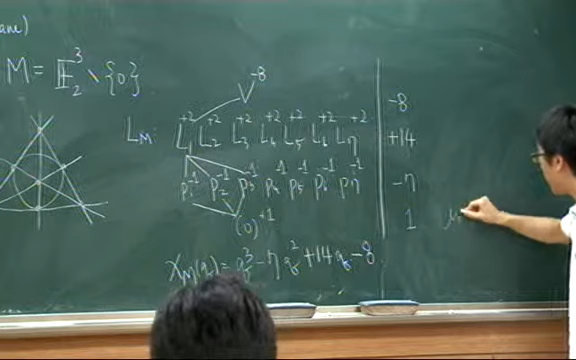 ane)
M = 𝔽₂³ \ {0}
V -8
L_M: L₁ +2 L₂ +2 L₃ +2 L₄ +2 L₅ +2 L₆ +2 L₇ +2
P₁ -1 P₂ -1 P₃ -1 P₄ -1 P₅ -1 P₆ -1 P₇ -1
(0) +1
-8
+14
-7
1
μ
χ_M(q) = q³ - 7q² + 14q - 8